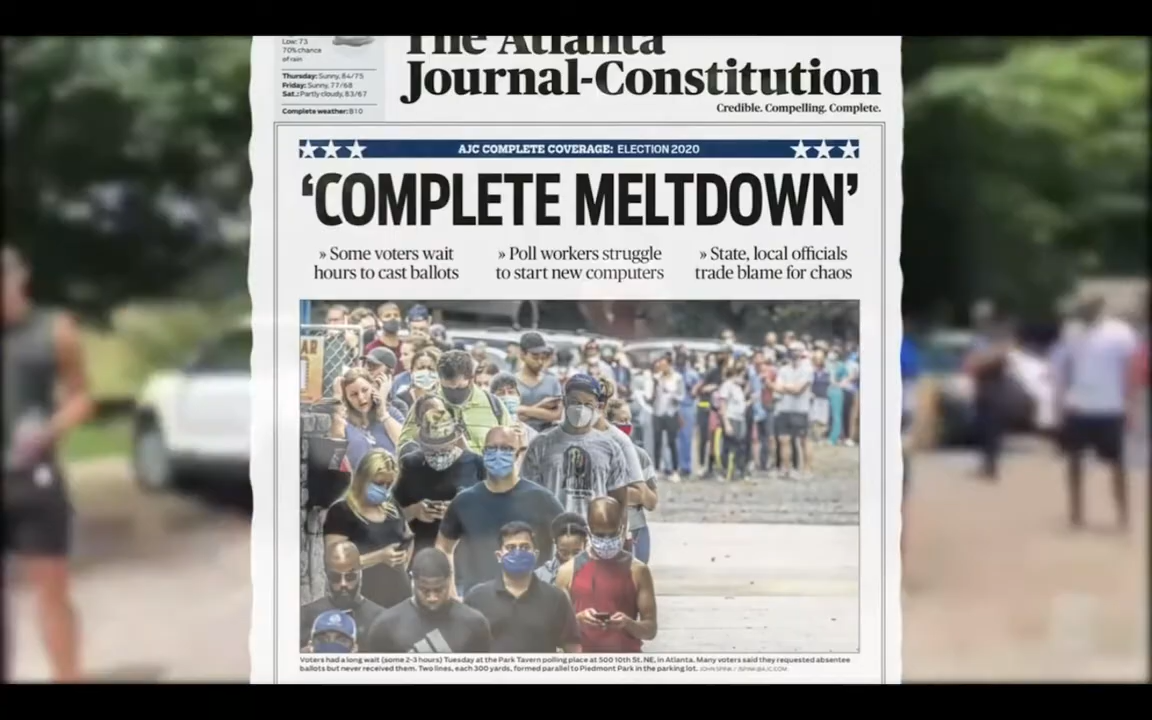 Low: 73
70% chance
of rain
Thursday: Sunny, 84/75
Friday: Sunny, 77/68
Sat.: Partly cloudy, 83/67
Complete weather: B10
The Atlanta
Journal-Constitution
Credible. Compelling. Complete.
AJC COMPLETE COVERAGE: ELECTION 2020
‘COMPLETE MELTDOWN’
» Some voters wait
hours to cast ballots
» Poll workers struggle
to start new computers
» State, local officials
trade blame for chaos
Voters had a long wait (some 2-3 hours) Tuesday at the Park Tavern polling place at 500 10th St. NE, in Atlanta. Many voters said they requested absentee
ballots but never received them. Two lines, each 300 yards, formed parallel to Piedmont Park in the parking lot. JOHN SPINK / JSPINK@AJC.COM